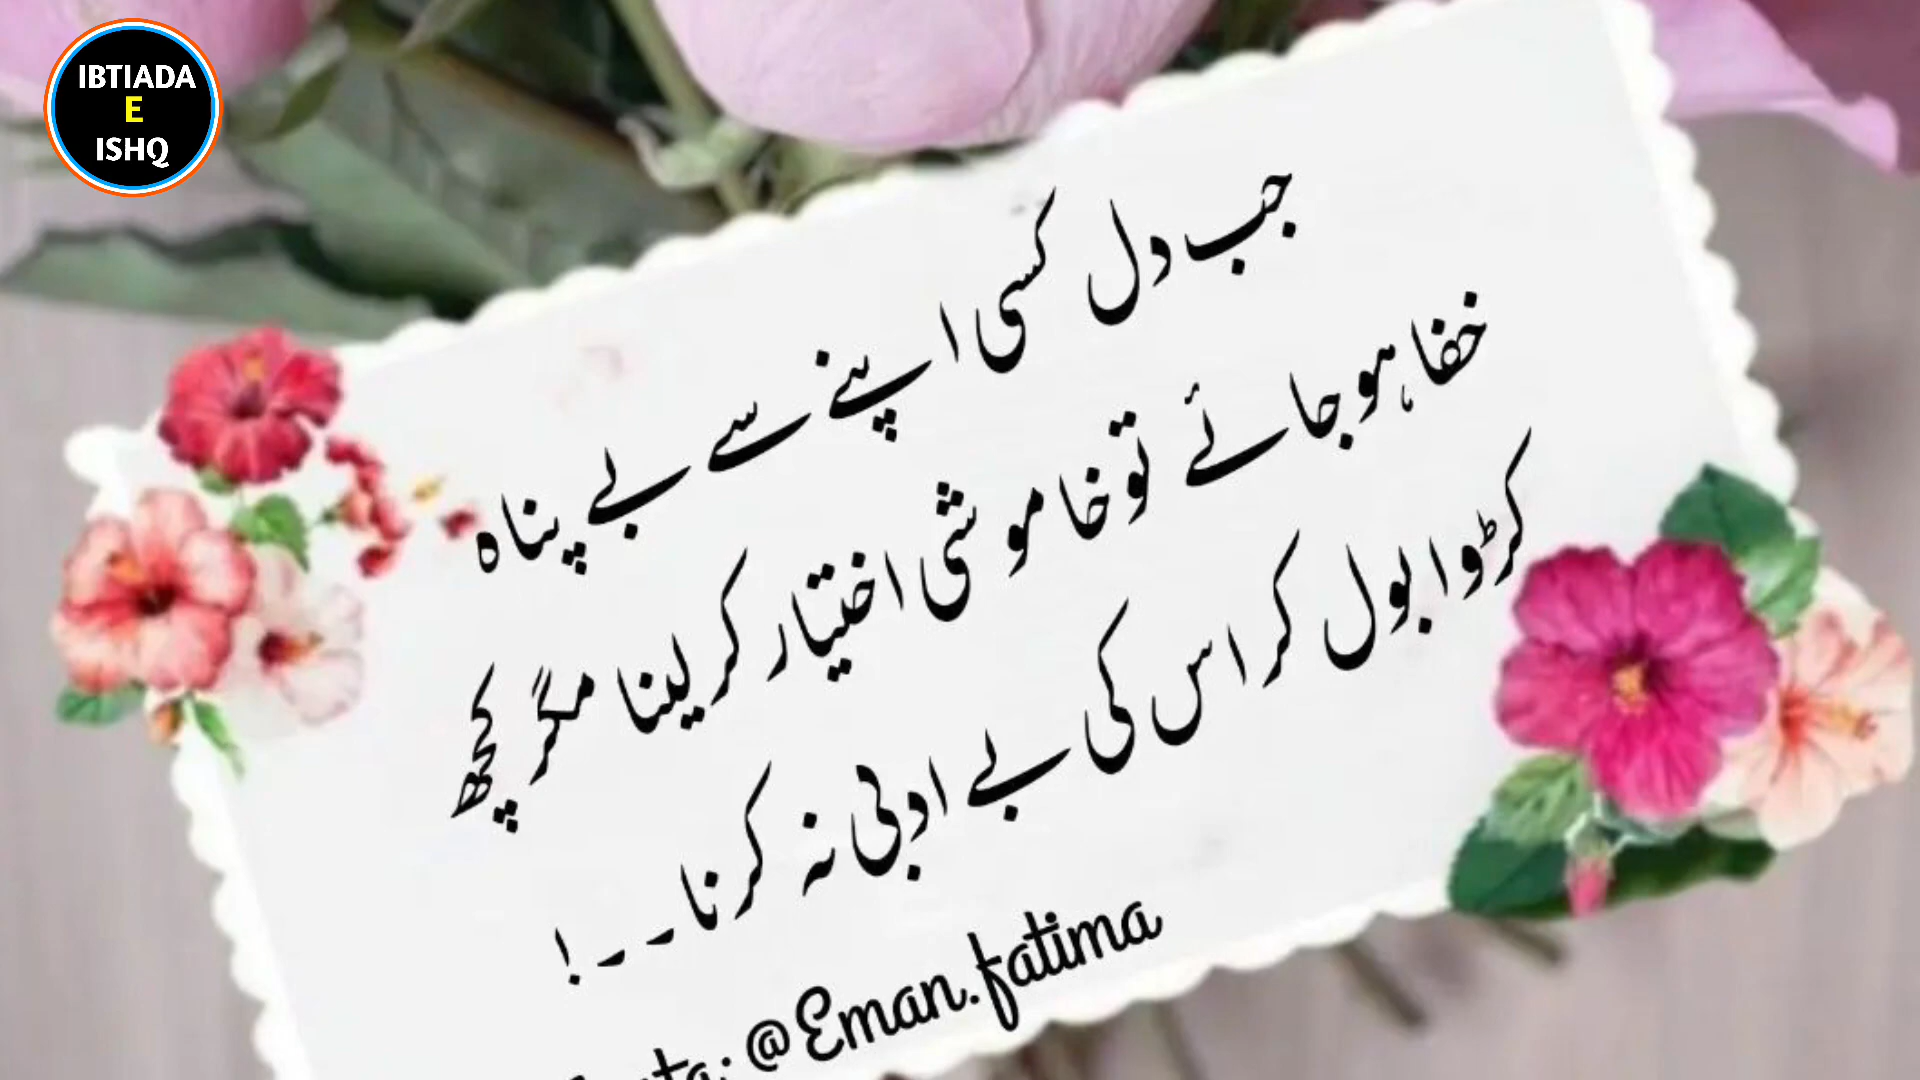 IBTIADA
E
ISHQ
جب دل کسی اپنے سے بے پناہ
خفا ہو جائے تو خاموشی اختیار کر لینا مگر کچھ
کڑوا بول کر اس کی بے ادبی نہ کرنا۔۔!
@Eman.fatima